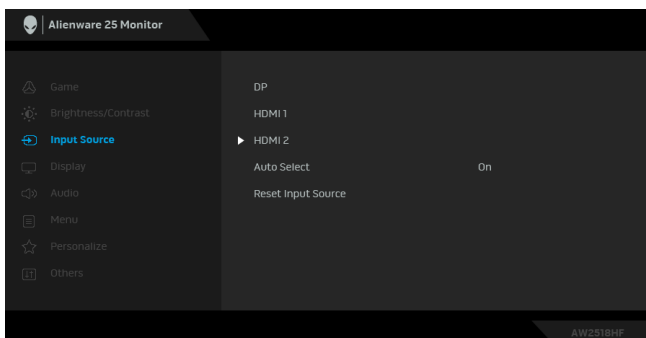 Alienware 25 Monitor
Game
DP
Brightness/Contrast
HDMI 1
Input Source
HDMI 2
Display
Auto Select On
Audio
Reset Input Source
Menu
Personalize
Others
AW2518HF